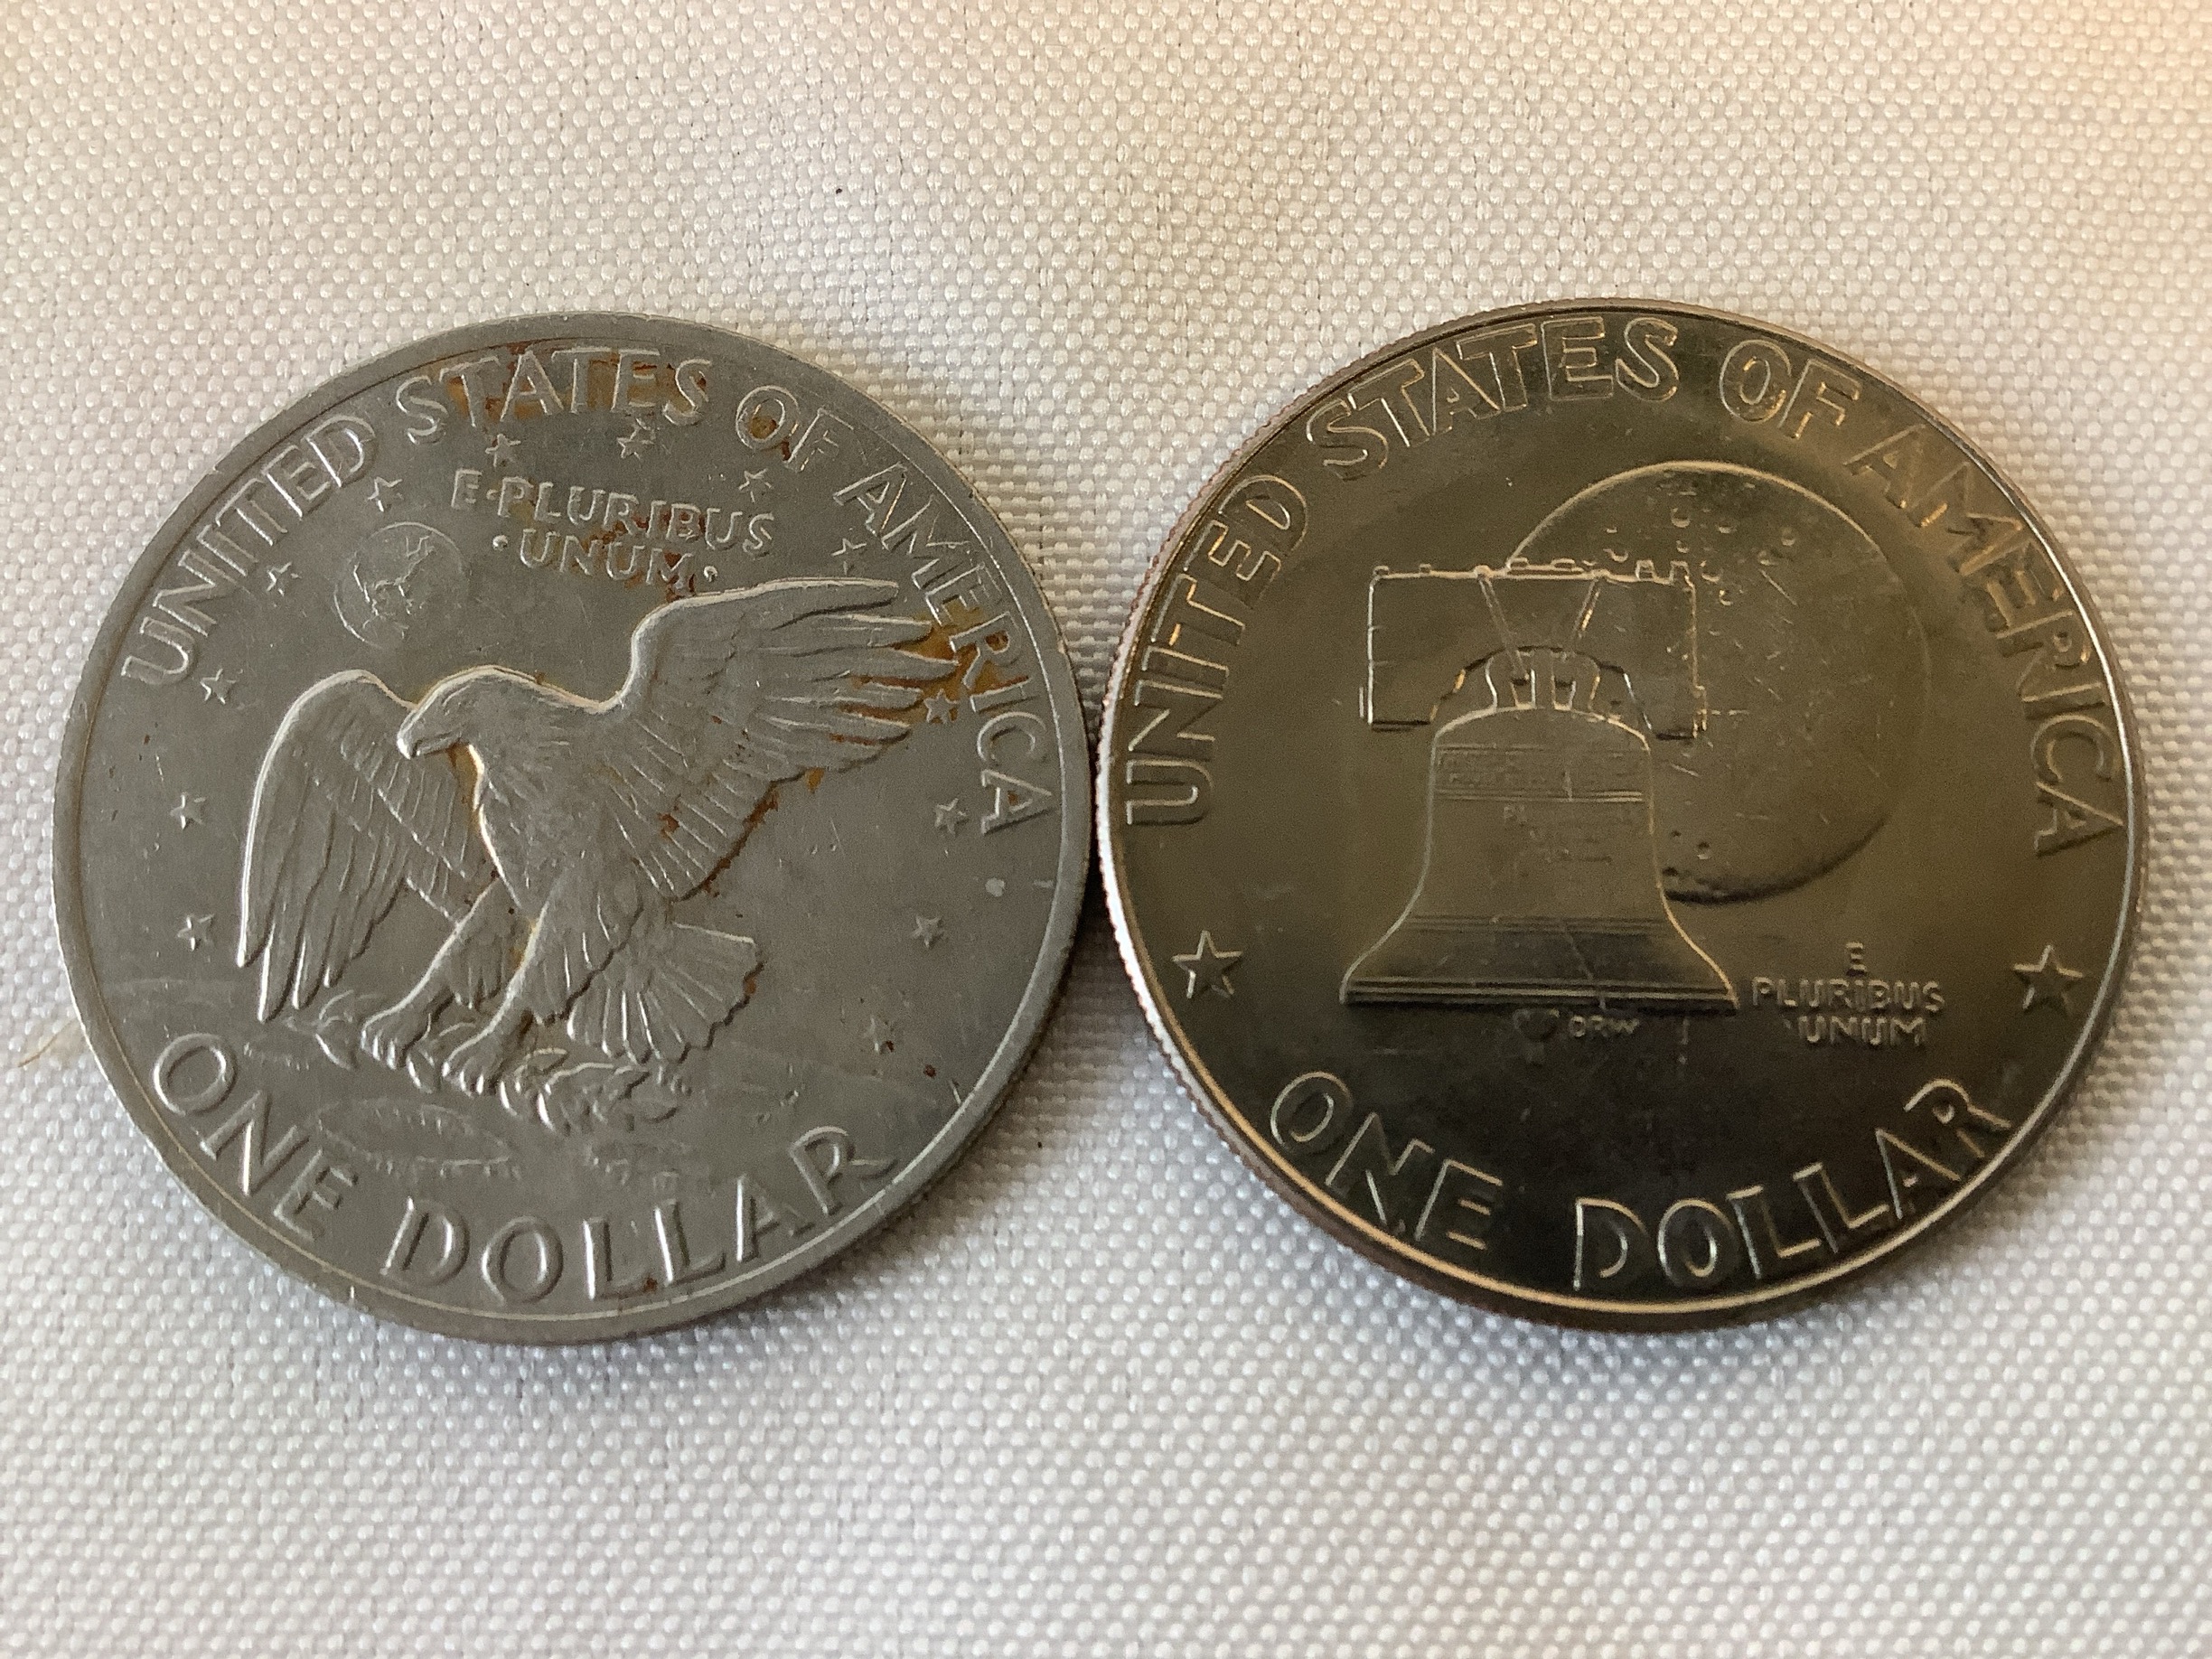 UNITED STATES OF AMERICA
E·PLURIBUS
·UNUM·
ONE DOLLAR
UNITED STATES OF AMERICA
E
PLURIBUS
UNUM
DRW
ONE DOLLAR